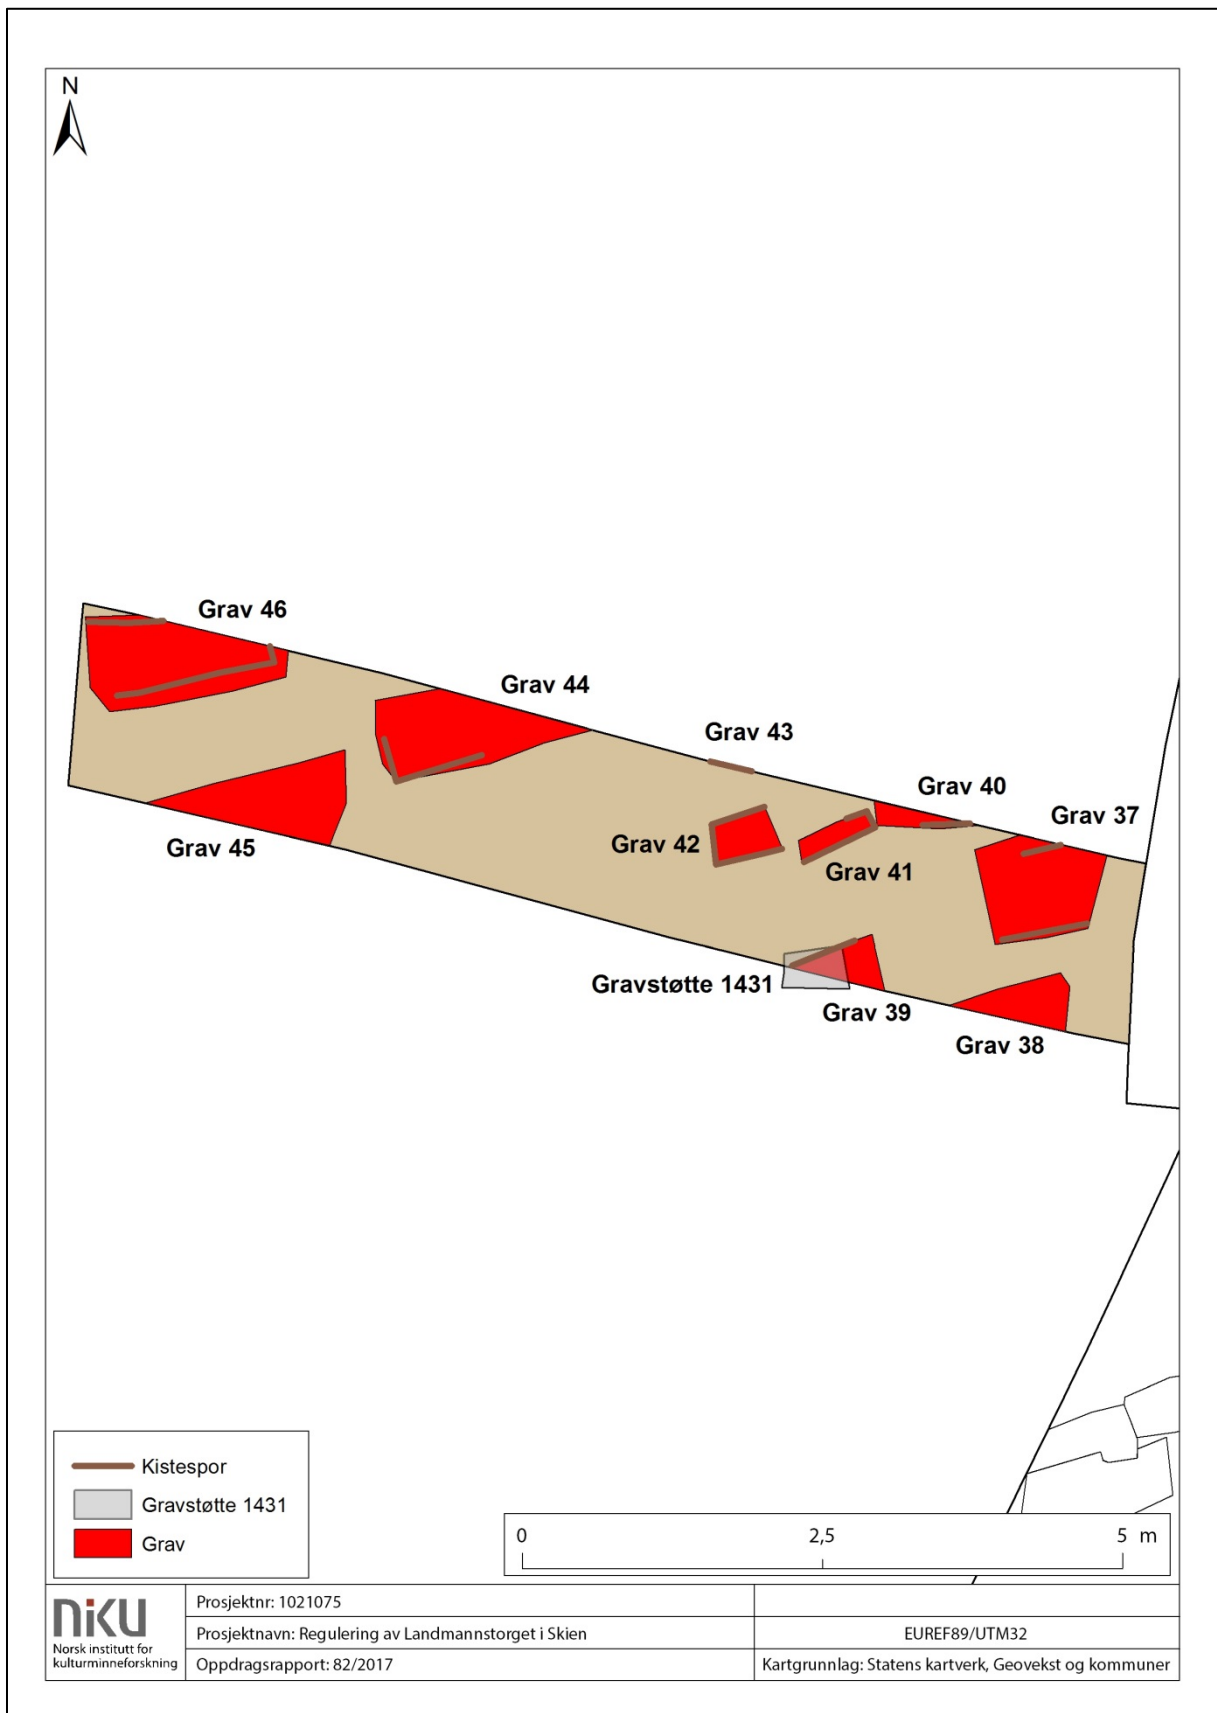 N
Grav 46
Grav 44
Grav 43
Grav 40
Grav 37
Grav 42
Grav 45
Grav 41
Gravstøtte 1431
Grav 39
Grav 38
Kistespor
Gravstøtte 1431
Grav
0 2,5 5 m
niku
Norsk institutt for
kulturminneforskning
Prosjektnr: 1021075
Prosjektnavn: Regulering av Landmannstorget i Skien
EUREF89/UTM32
Oppdragsrapport: 82/2017
Kartgrunnlag: Statens kartverk, Geovekst og kommuner